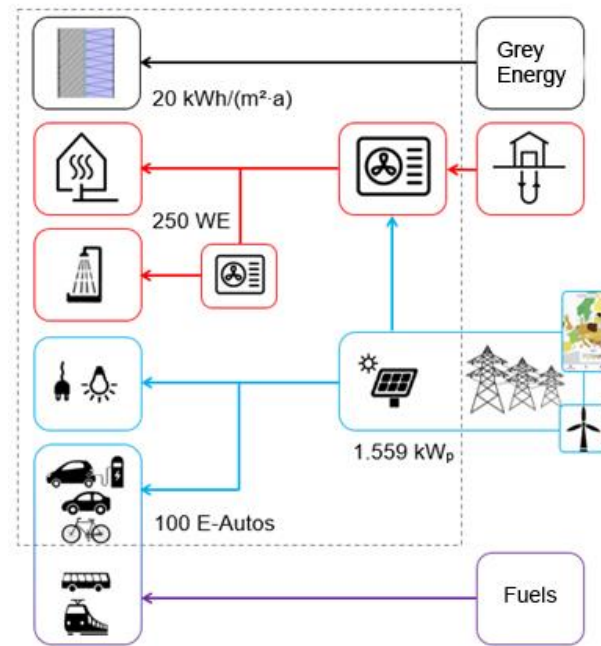 Grey
Energy
20 kWh/(m²·a)
250 WE
1.559 kWₚ
100 E-Autos
Fuels